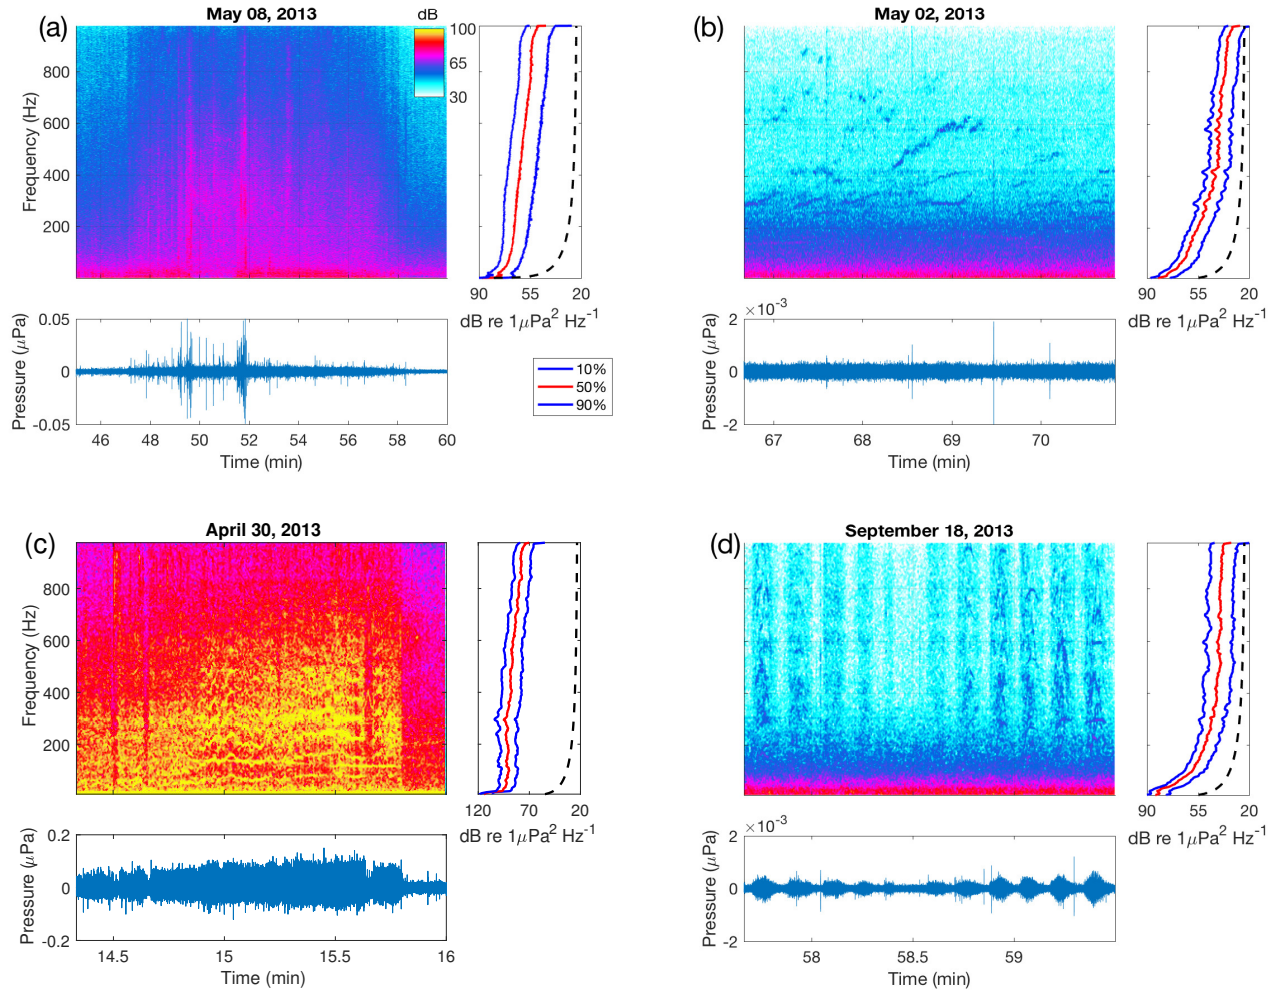 (a)
May 08, 2013
dB
100
65
30
Frequency (Hz)
800
600
400
200
90 55 20
dB re 1μPa² Hz⁻¹
Pressure (μPa)
0.05
0
-0.05
46 48 50 52 54 56 58 60
Time (min)
10%
50%
90%
(b)
May 02, 2013
90 55 20
dB re 1μPa² Hz⁻¹
×10⁻³
Pressure (μPa)
2
0
-2
67 68 69 70
Time (min)
(c)
April 30, 2013
Frequency (Hz)
800
600
400
200
120 70 20
dB re 1μPa² Hz⁻¹
Pressure (μPa)
0.2
0
-0.2
14.5 15 15.5 16
Time (min)
(d)
September 18, 2013
90 55 20
dB re 1μPa² Hz⁻¹
×10⁻³
Pressure (μPa)
2
0
-2
58 58.5 59
Time (min)